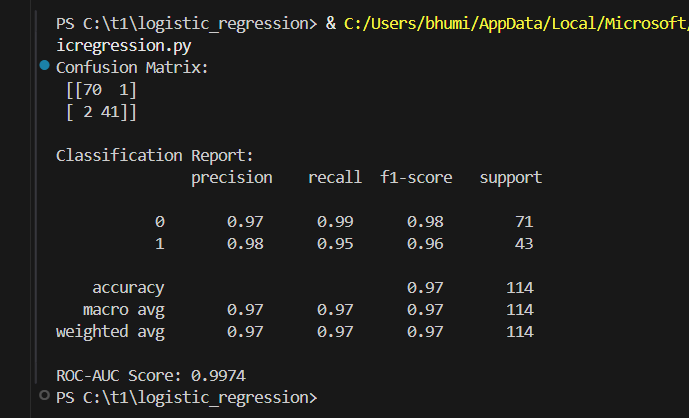 PS C:\t1\logistic_regression> & C:/Users/bhumi/AppData/Local/Microsoft/
icregression.py
Confusion Matrix:
[[70  1]
[ 2 41]]
Classification Report:
precision    recall  f1-score   support
0       0.97      0.99      0.98        71
1       0.98      0.95      0.96        43
accuracy                           0.97       114
macro avg       0.97      0.97      0.97       114
weighted avg       0.97      0.97      0.97       114
ROC-AUC Score: 0.9974
PS C:\t1\logistic_regression>